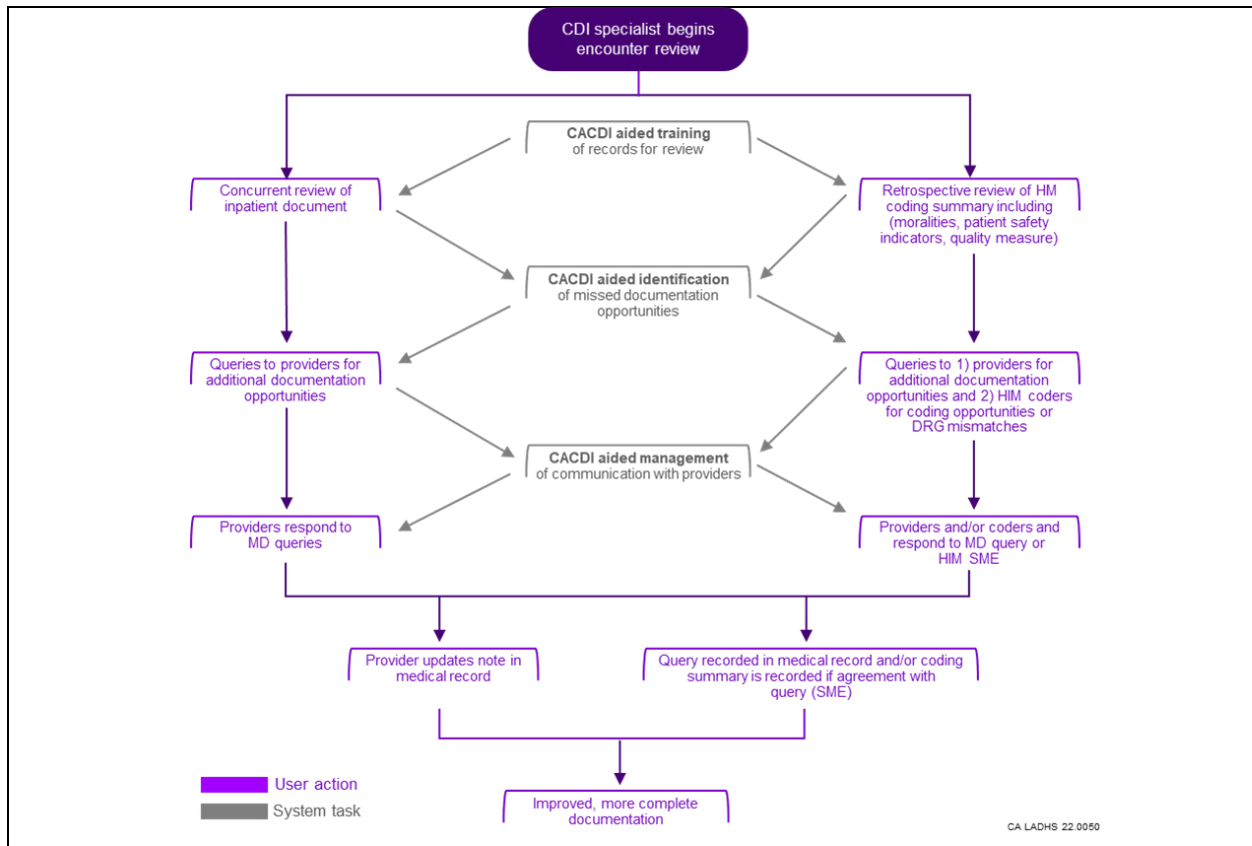 CDI specialist begins
encounter review
CACDI aided training
of records for review
Concurrent review of
inpatient document
Retrospective review of HM
coding summary including
(moralities, patient safety
indicators, quality measure)
CACDI aided identification
of missed documentation
opportunities
Queries to providers for
additional documentation
opportunities
Queries to 1) providers for
additional documentation
opportunities and 2) HIM coders
for coding opportunities or
DRG mismatches
CACDI aided management
of communication with providers
Providers respond to
MD queries
Providers and/or coders and
respond to MD query or
HIM SME
Provider updates note in
medical record
Query recorded in medical record and/or coding
summary is recorded if agreement with
query (SME)
User action
System task
Improved, more complete
documentation
CA LADHS 22.0050